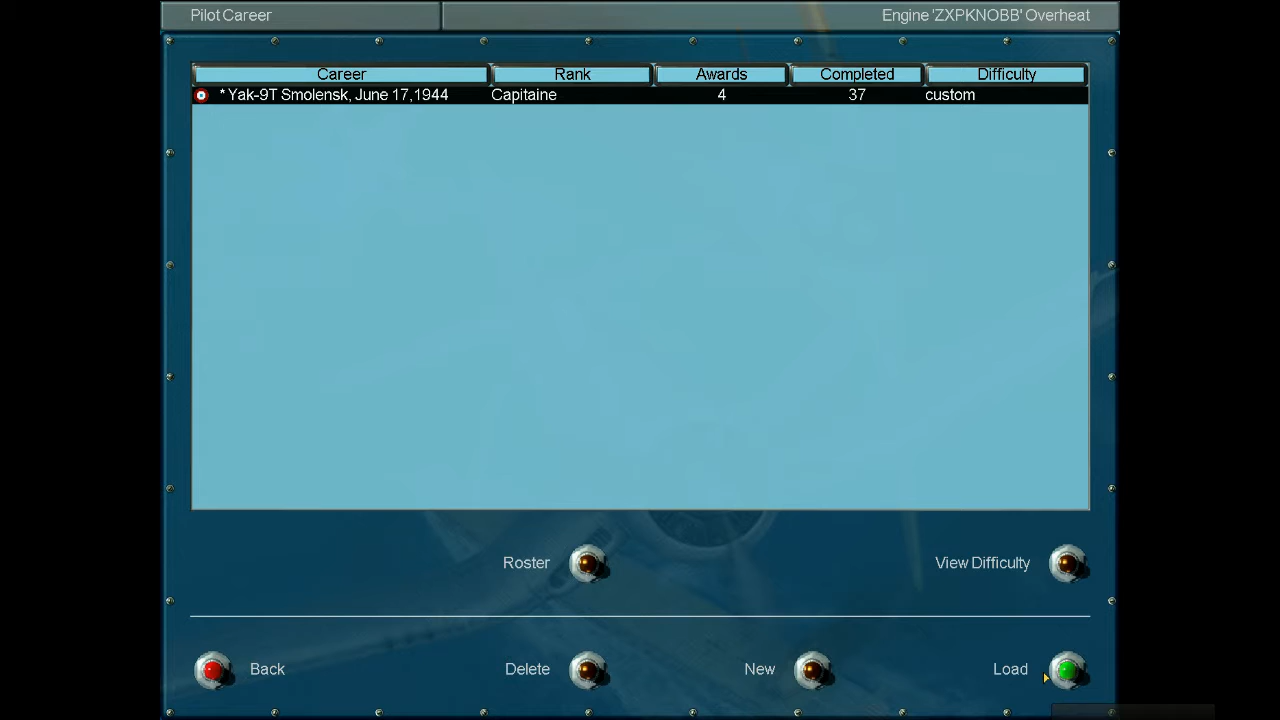 Pilot Career Engine 'ZXPKNOBB' Overheat
Career Rank Awards Completed Difficulty
* Yak-9T Smolensk, June 17,1944 Capitaine 4 37 custom
Roster View Difficulty
Back Delete New Load